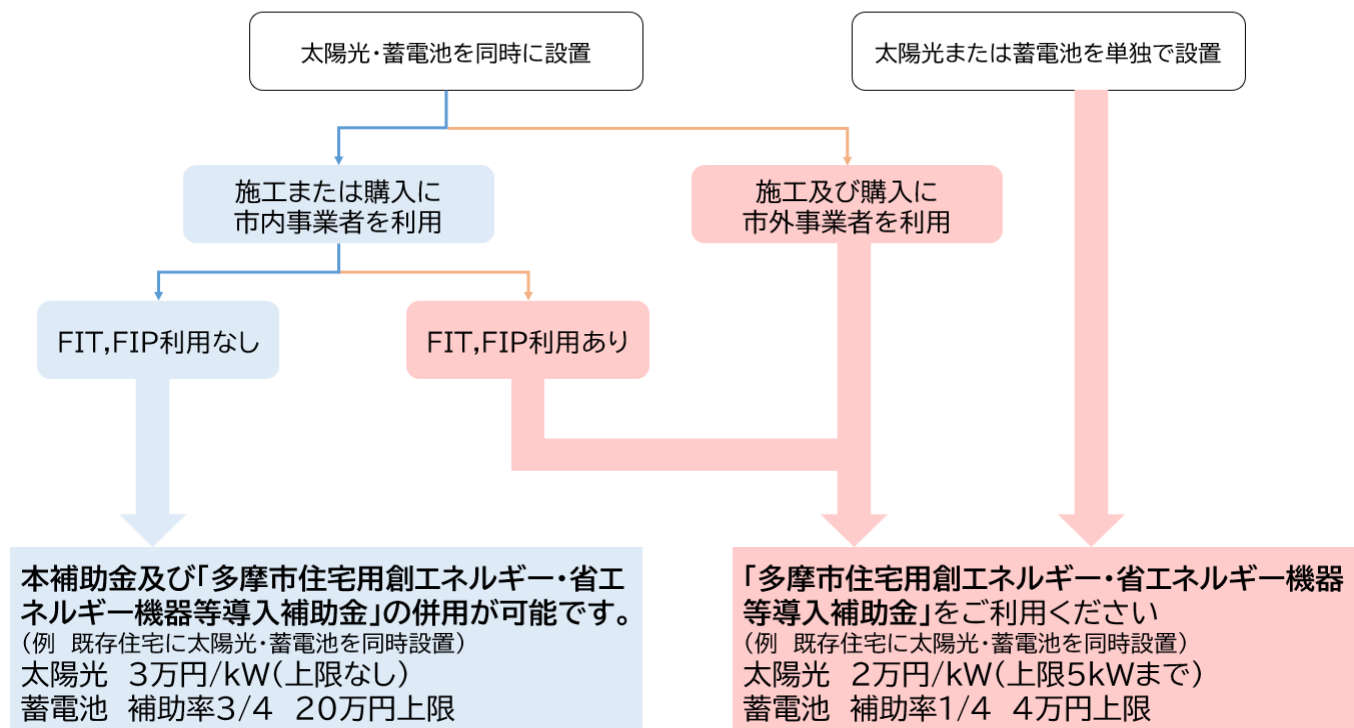 太陽光・蓄電池を同時に設置
太陽光または蓄電池を単独で設置
施工または購入に
市内事業者を利用
施工及び購入に
市外事業者を利用
FIT,FIP利用なし
FIT,FIP利用あり
本補助金及び「多摩市住宅用創エネルギー・省エ
ネルギー機器等導入補助金」の併用が可能です。
（例　既存住宅に太陽光・蓄電池を同時設置）
太陽光　3万円/kW（上限なし）
蓄電池　補助率3/4　20万円上限
「多摩市住宅用創エネルギー・省エネルギー機器
等導入補助金」をご利用ください
（例　既存住宅に太陽光・蓄電池を同時設置）
太陽光　2万円/kW（上限5kWまで）
蓄電池　補助率1/4　4万円上限